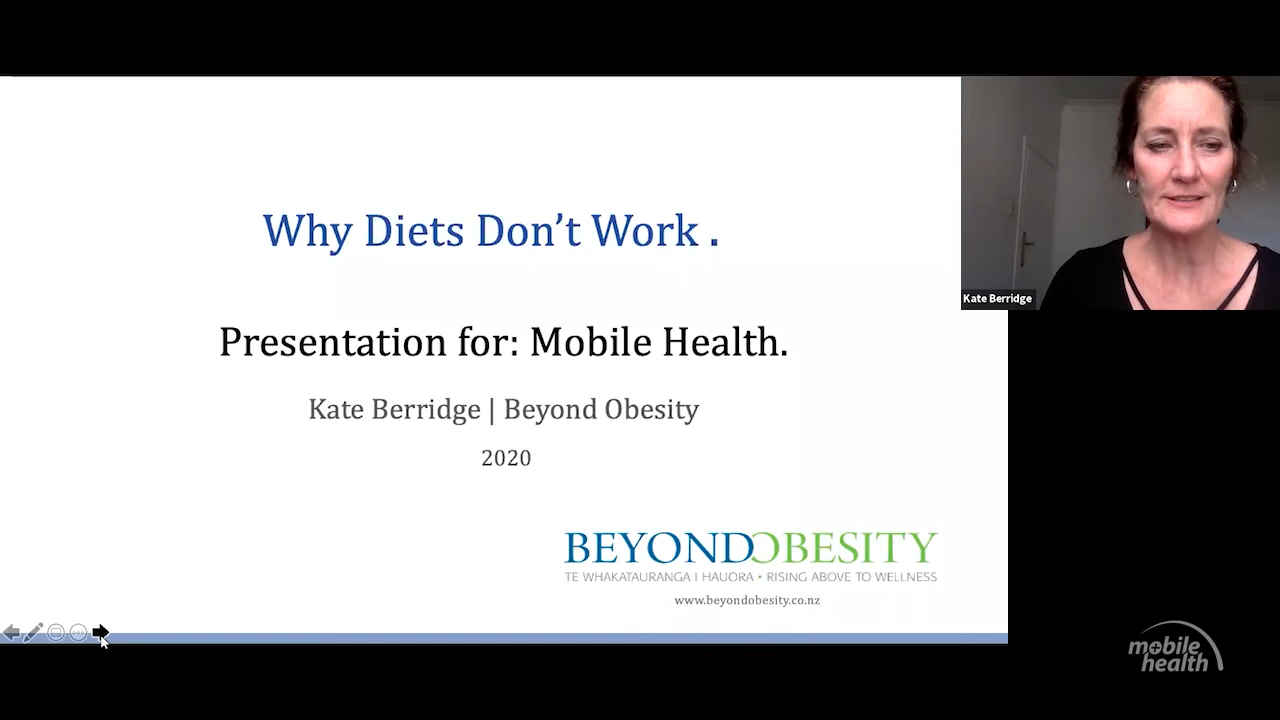 Why Diets Don't Work .
Presentation for: Mobile Health.
Kate Berridge | Beyond Obesity
2020
BEYONDOBESITY
TE WHAKATAURANGA I HAUORA • RISING ABOVE TO WELLNESS
www.beyondobesity.co.nz
Kate Berridge
mobile
health